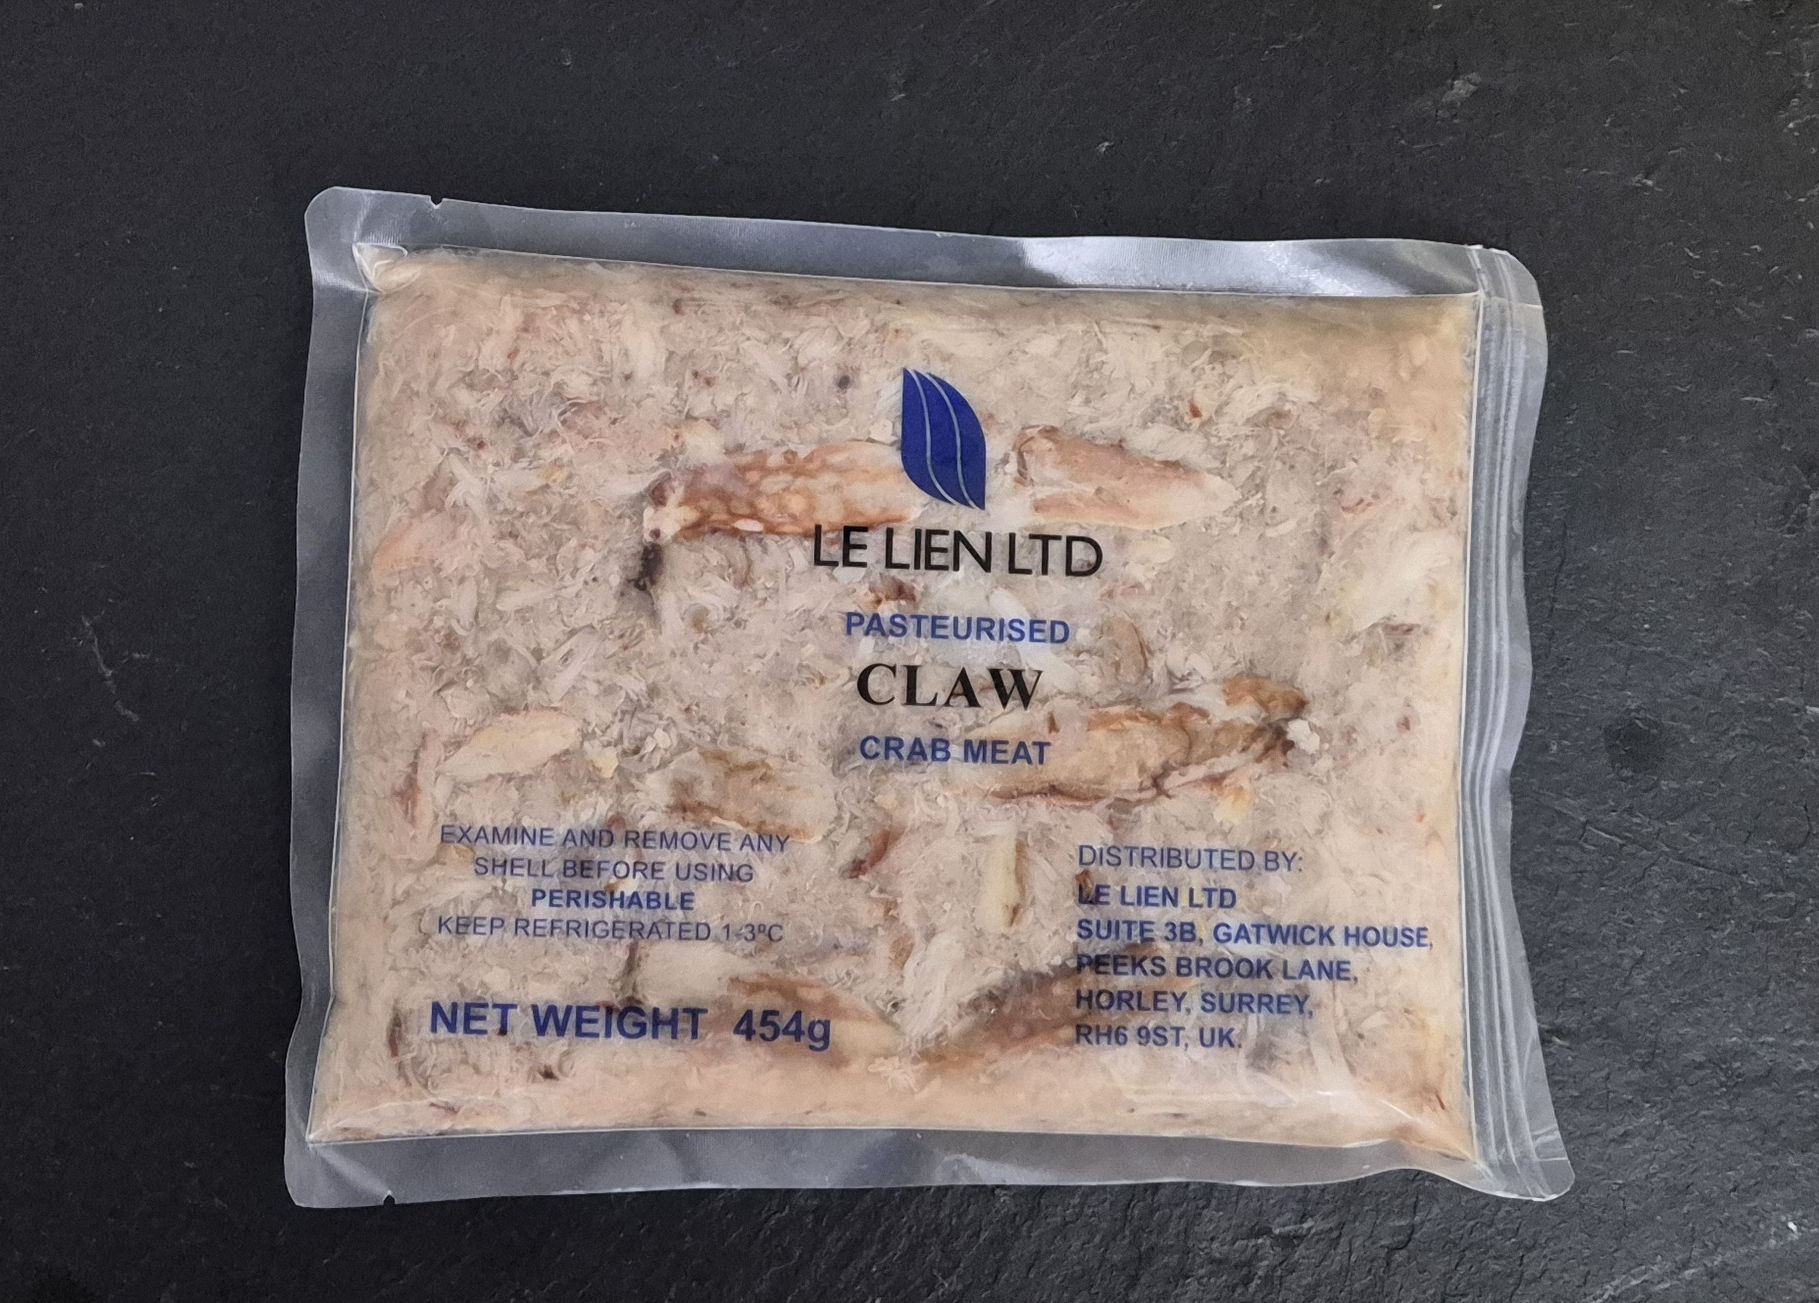 LE LIEN LTD
PASTEURISED
CLAW
CRAB MEAT
EXAMINE AND REMOVE ANY
SHELL BEFORE USING
PERISHABLE
KEEP REFRIGERATED 1-3ºC
NET WEIGHT 454g
DISTRIBUTED BY:
LE LIEN LTD
SUITE 3B, GATWICK HOUSE,
PEEKS BROOK LANE,
HORLEY, SURREY,
RH6 9ST, UK.